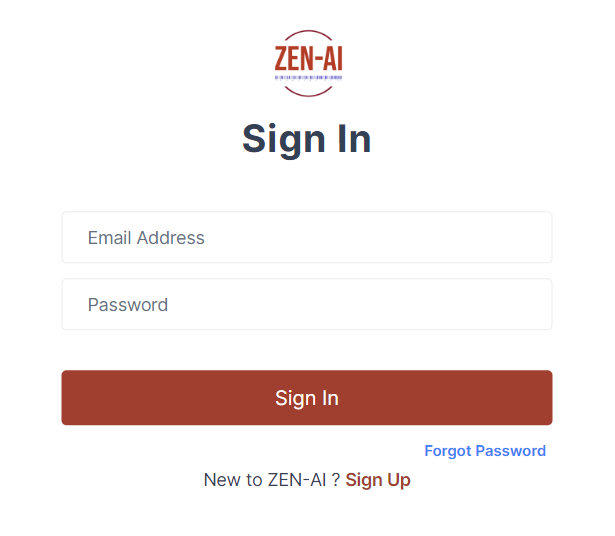 ZEN-AI
Sign In
Email Address
Password
Sign In
Forgot Password
New to ZEN-AI ? Sign Up